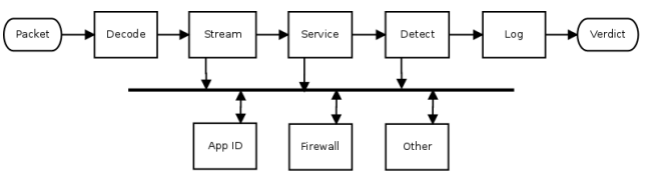 Packet
Decode
Stream
Service
Detect
Log
Verdict
App ID
Firewall
Other